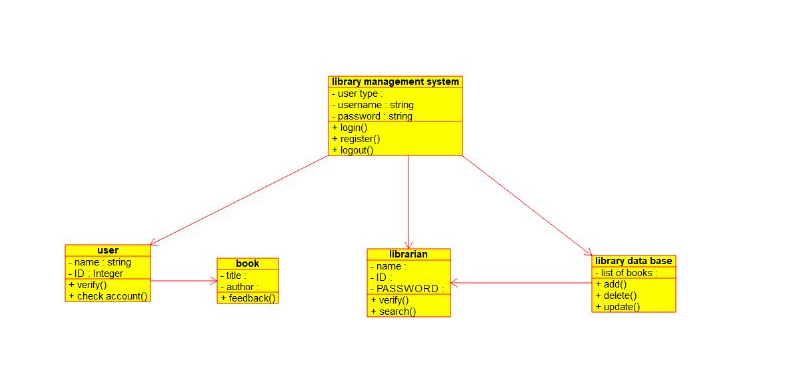 library management system
- user type :
- username : string
- password : string
+ login()
+ register()
+ logout()
user
- name : string
- ID : Integer
+ verify()
+ check account()
book
- title :
- author :
+ feedback()
librarian
- name :
- ID :
- PASSWORD :
+ verify()
+ search()
library data base
- list of books :
+ add()
+ delete()
+ update()